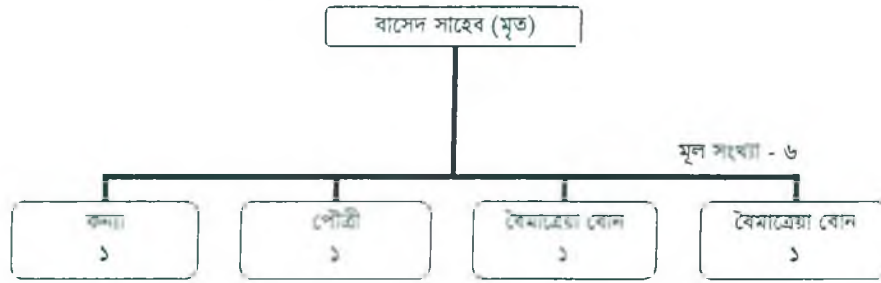 বাসেদ সাহেব (মৃত)
মূল সংখ্যা - ৬
কন্যা
১
পৌত্রী
১
বৈমাত্রেয়া বোন
১
বৈমাত্রেয়া বোন
১